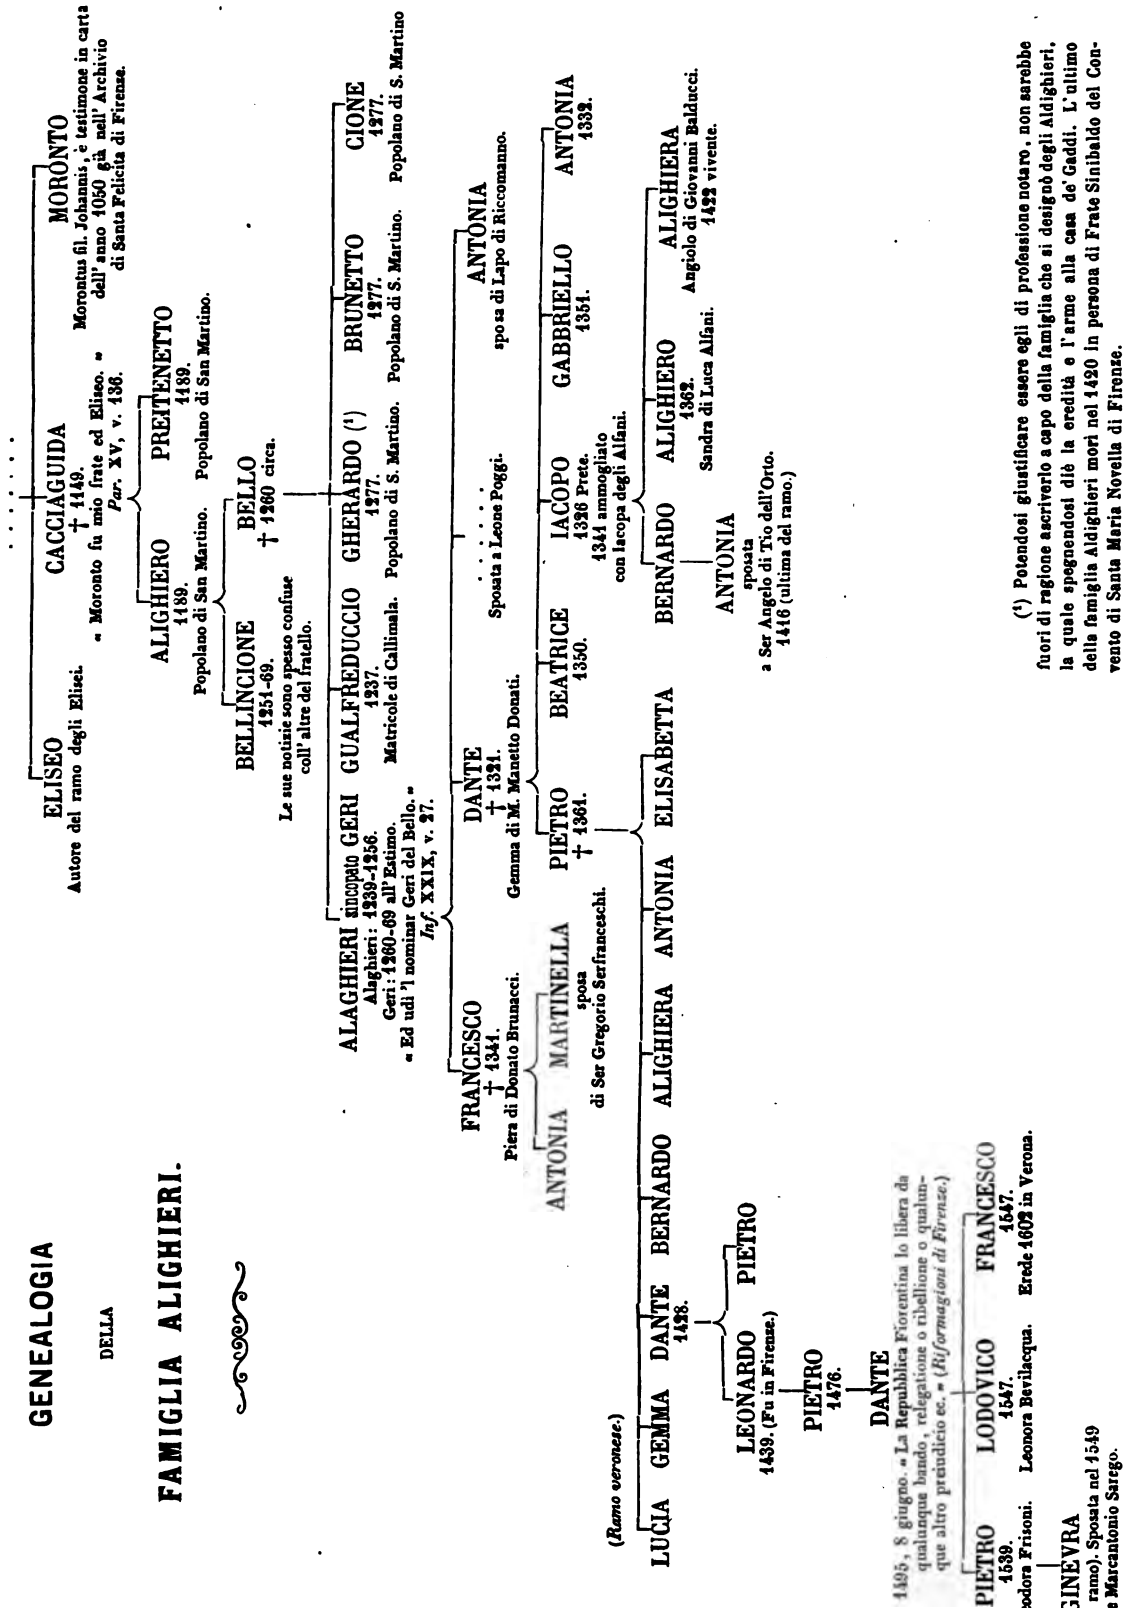 GENEALOGIA
DELLA
FAMIGLIA ALIGHIERI.
ELISEO
Autore del ramo degli Elisei.
CACCIAGUIDA
† 1149.
« Moronto fu mio frate ed Eliseo. »
Par. XV, v. 136.
MORONTO
Morontus fil. Johannis, è testimone in carta
dell' anno 1050 già nell' Archivio
di Santa Felicita di Firenze.
ALIGHIERO
1189.
Popolano di San Martino.
PREITENETTO
1189.
Popolano di San Martino.
BELLINCIONE
1251-69.
Le sue notizie sono spesso confuse
coll' altre del fratello.
BELLO
† 1260 circa.
ALAGHIERI sincopato GERI
Alaghieri: 1239-1256.
Geri: 1260-69 all' Estimo.
« Ed udi 'l nominar Geri del Bello. »
Inf. XXIX, v. 27.
GUALFREDUCCIO
1237.
Matricole di Callimala.
GHERARDO (¹)
1277.
Popolano di S. Martino.
BRUNETTO
1277.
Popolano di S. Martino.
CIONE
1277.
Popolano di S. Martino
FRANCESCO
† 1341.
Piera di Donato Brunacci.
DANTE
† 1321.
Gemma di M. Manetto Donati.
. . . . .
Sposata a Leone Poggi.
ANTONIA
sposa di Lapo di Riccomanno.
ANTONIA
MARTINELLA
sposa
di Ser Gregorio Serfranceschi.
PIETRO
† 1361.
BEATRICE
1350.
IACOPO
1326 Prete.
1341 ammogliato
con Iacopa degli Alfani.
GABBRIELLO
1351.
ANTONIA
1332.
(Ramo veronese.)
LUCIA
GEMMA
DANTE
1428.
BERNARDO
ALIGHIERA
ANTONIA
ELISABETTA
BERNARDO
ALIGHIERO
1362.
Sandra di Luca Alfani.
ALIGHIERA
Angiolo di Giovanni Balducci.
1422 vivente.
ANTONIA
sposata
a Ser Angelo di Tio dell'Orto.
1416 (ultima del ramo.)
LEONARDO
1439. (Fu in Firenze.)
PIETRO
PIETRO
1476.
DANTE
1495, 8 giugno. « La Repubblica Fiorentina lo libera da
qualunque bando, relegatione o ribellione o qualun-
que altro preiudicio ec. » (Riformagioni di Firenze.)
PIETRO
1539.
eodora Frisoni.
LODOVICO
1547.
Leonora Bevilacqua.
FRANCESCO
1547.
Erede 1602 in Verona.
GINEVRA
ramo). Sposata nel 1549
e Marcantonio Sarego.
(¹) Potendosi giustificare essere egli di professione notaro, non sarebbe
fuori di ragione ascriverlo a capo della famiglia che si designò degli Aldighieri,
la quale spegnendosi diè la eredità e l'arme alla casa de' Gaddi. L'ultimo
della famiglia Aldighieri morì nel 1420 in persona di Frate Sinibaldo del Con-
vento di Santa Maria Novella di Firenze.